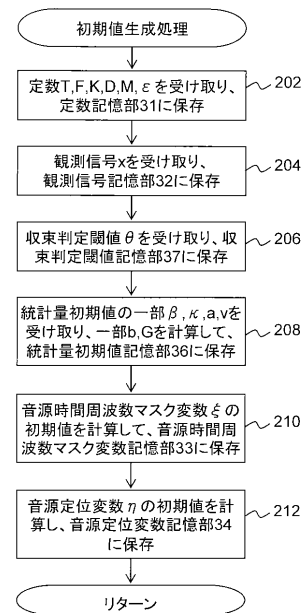 初期値生成処理
定数T,F,K,D,M,εを受け取り、
定数記憶部31に保存
202
観測信号xを受け取り、
観測信号記憶部32に保存
204
収束判定閾値θを受け取り、収
束判定閾値記憶部37に保存
206
統計量初期値の一部β,κ,a,νを
受け取り、一部b,Gを計算して、
統計量初期値記憶部36に保存
208
音源時間周波数マスク変数ξの
初期値を計算して、音源時間周
波数マスク変数記憶部33に保存
210
音源定位変数ηの初期値を計
算し、音源定位変数記憶部34
に保存
212
リターン